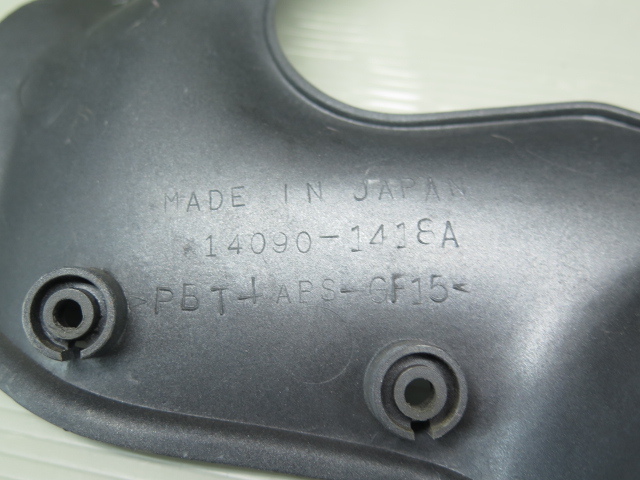 MADE IN JAPAN
*14090-1418A
>PBT+ABS-GF15<